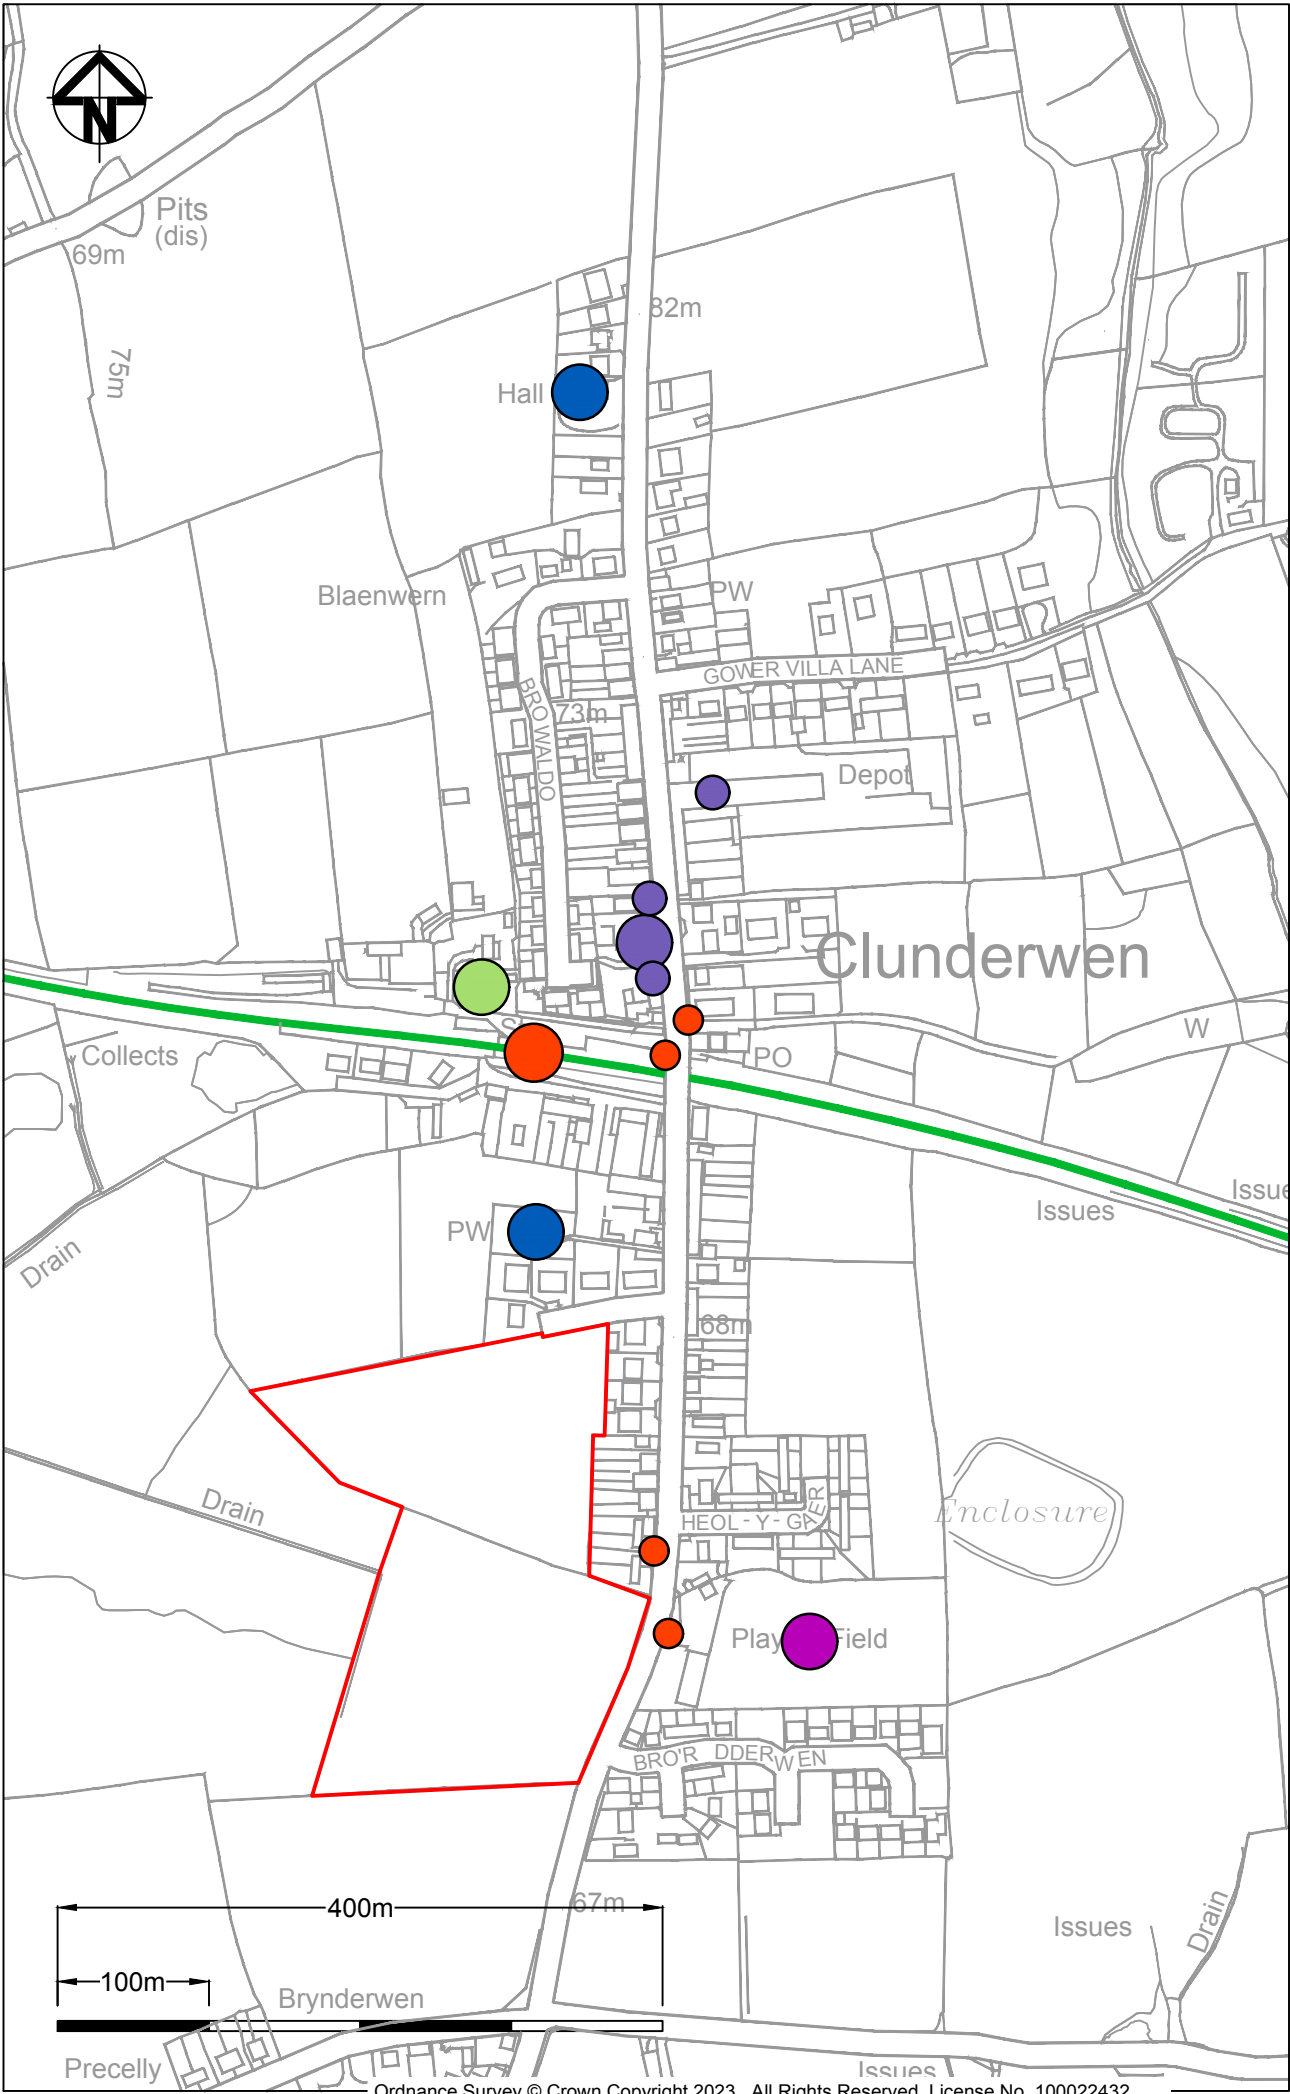 N
Pits
(dis)
69m
82m
75m
Hall
Blaenwern
PW
GOWER VILLA LANE
BRO WALDO
73m
Depot
Clunderwen
W
Collects
PO
Issues
PW
Issues
Drain
68m
Drain
HEOL-Y-GAER
Enclosure
Play Field
BRO'R DDERWEN
400m
67m
Issues
Drain
100m
Brynderwen
Precelly
Issues
Ordnance Survey © Crown Copyright 2023. All Rights Reserved. License No. 100022432